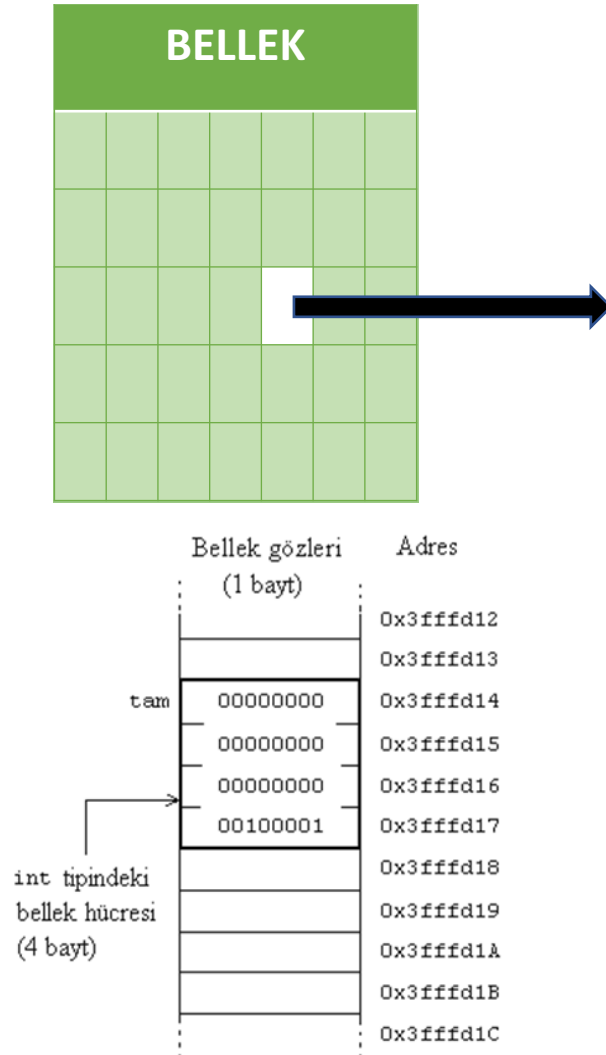 BELLEK
Bellek gözleri Adres
(1 bayt)
0x3fffd12
0x3fffd13
tam 00000000 0x3fffd14
00000000 0x3fffd15
00000000 0x3fffd16
00100001 0x3fffd17
int tipindeki 0x3fffd18
bellek hücresi 0x3fffd19
(4 bayt) 0x3fffd1A
0x3fffd1B
0x3fffd1C